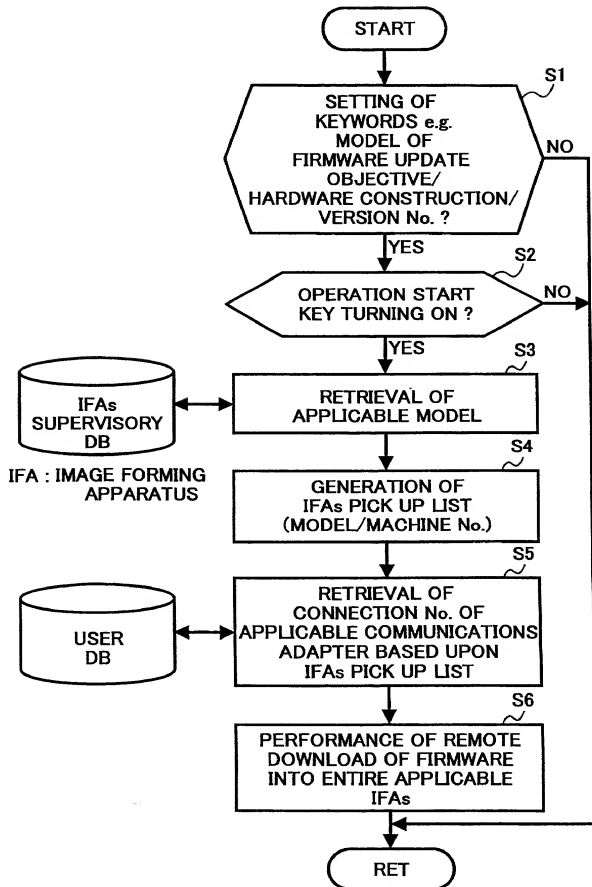 START
S1
SETTING OF
KEYWORDS e.g.
MODEL OF
FIRMWARE UPDATE
OBJECTIVE/
HARDWARE CONSTRUCTION/
VERSION No. ?
NO
YES
S2
OPERATION START
KEY TURNING ON ?
NO
YES
S3
IFAs
SUPERVISORY
DB
RETRIEVAL OF
APPLICABLE MODEL
IFA : IMAGE FORMING
APPARATUS
S4
GENERATION OF
IFAs PICK UP LIST
(MODEL/MACHINE No.)
S5
USER
DB
RETRIEVAL OF
CONNECTION No. OF
APPLICABLE COMMUNICATIONS
ADAPTER BASED UPON
IFAs PICK UP LIST
S6
PERFORMANCE OF REMOTE
DOWNLOAD OF FIRMWARE
INTO ENTIRE APPLICABLE
IFAs
RET